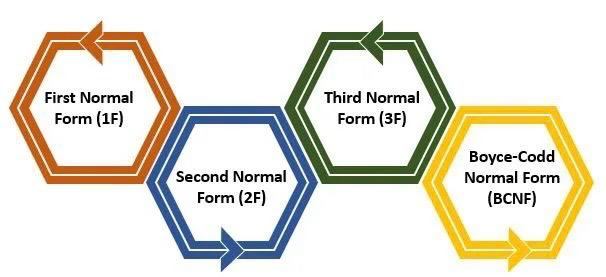 First Normal
Form (1F)
Second Normal
Form (2F)
Third Normal
Form (3F)
Boyce-Codd
Normal Form
(BCNF)